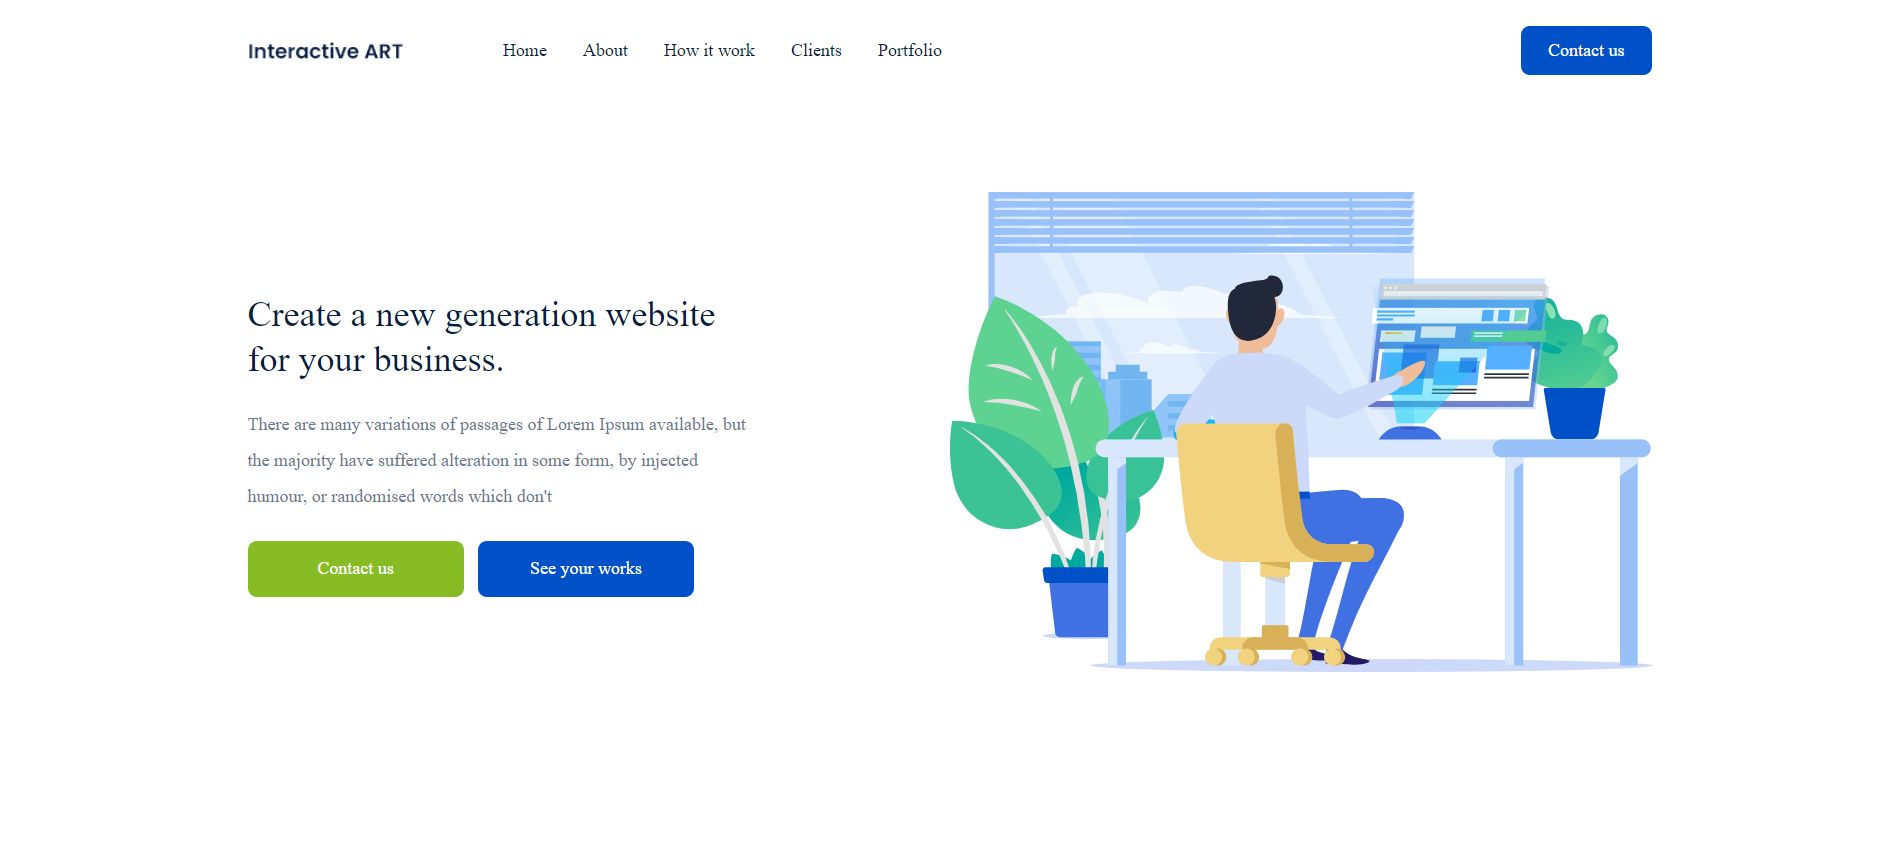 Interactive ART
Home
About
How it work
Clients
Portfolio
Contact us
Create a new generation website
for your business.
There are many variations of passages of Lorem Ipsum available, but
the majority have suffered alteration in some form, by injected
humour, or randomised words which don't
Contact us
See your works